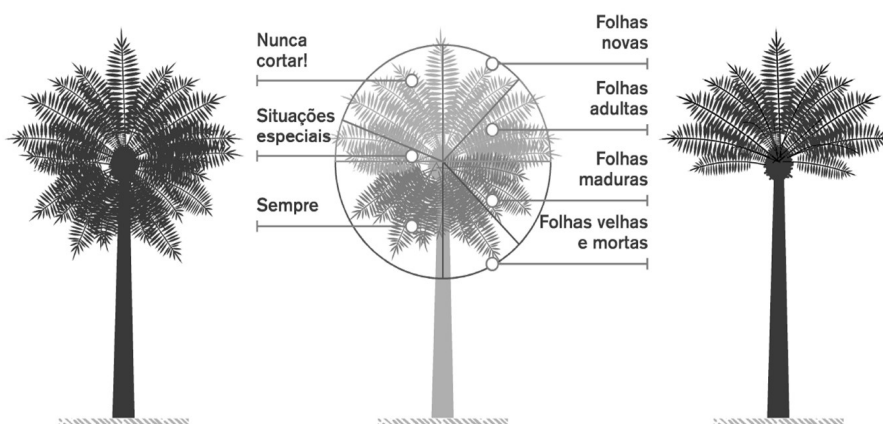 Nunca
cortar!
Situações
especiais
Sempre
Folhas
novas
Folhas
adultas
Folhas
maduras
Folhas velhas
e mortas